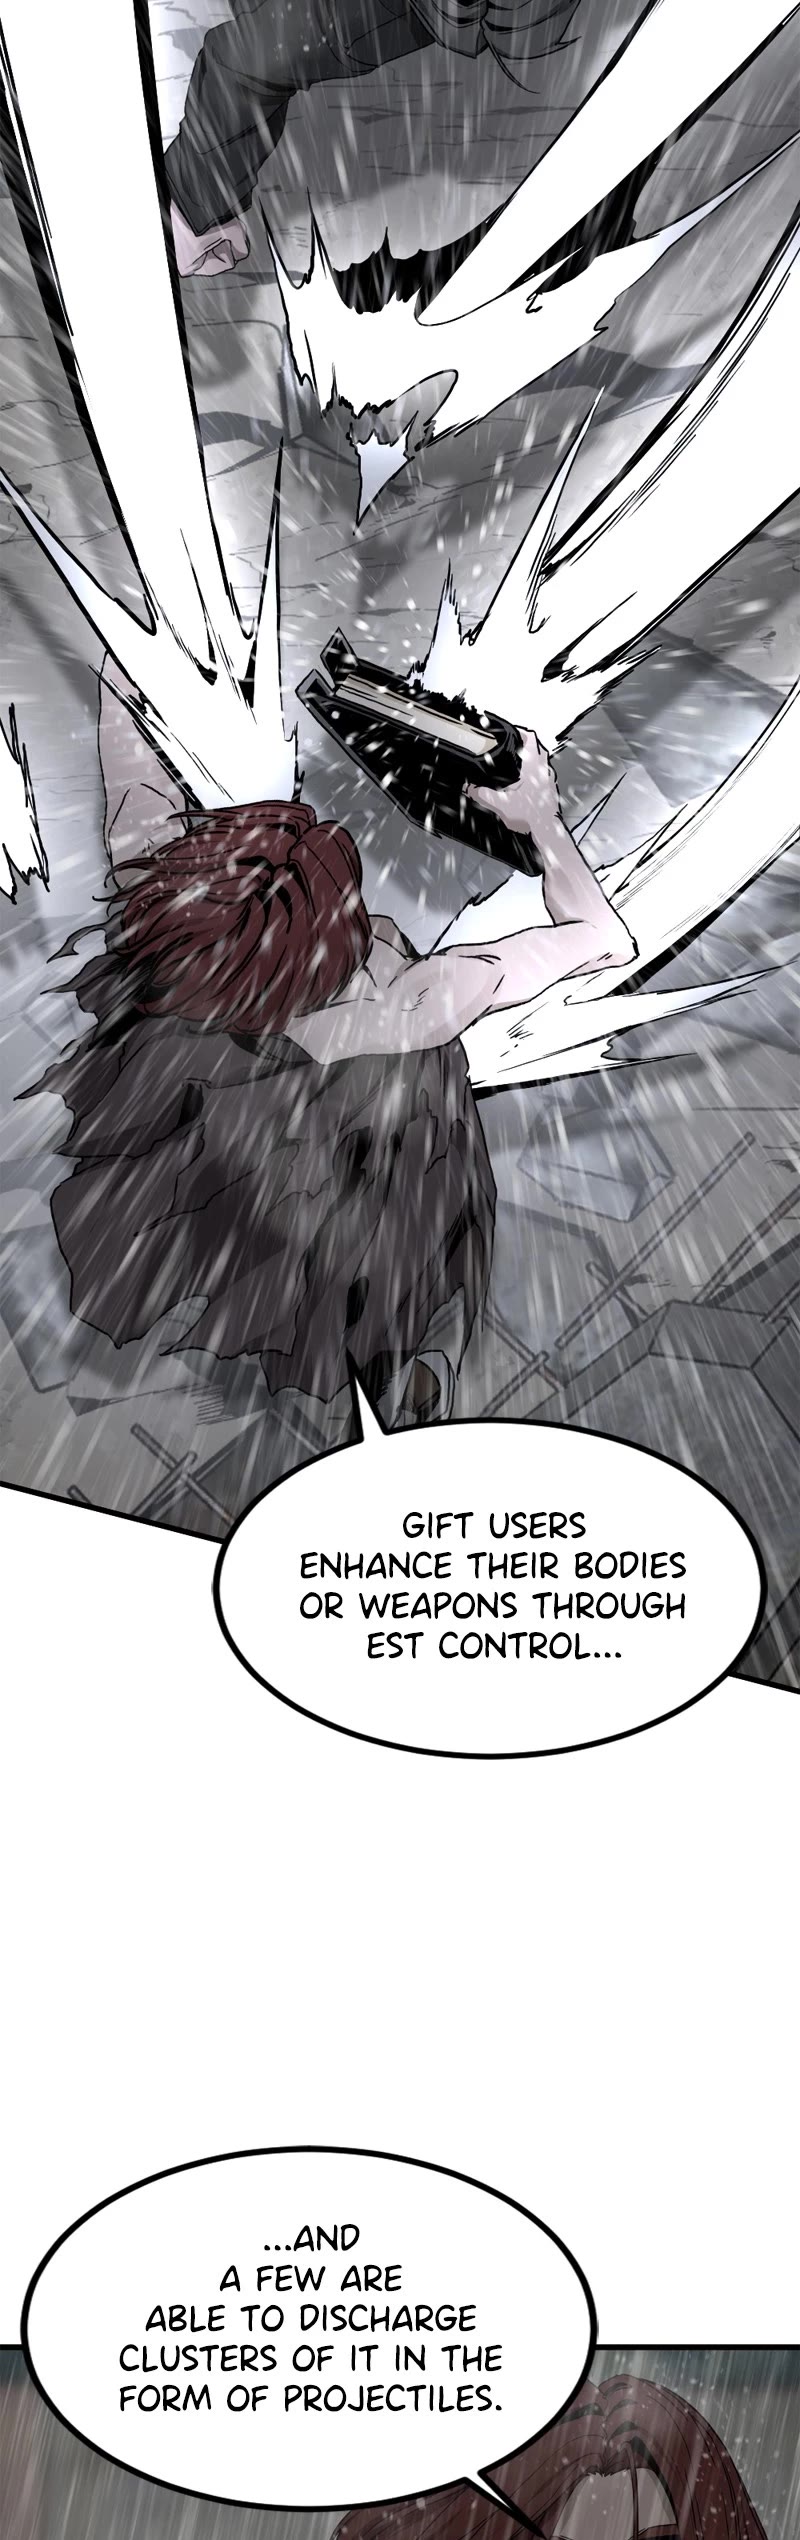 GIFT USERS
ENHANCE THEIR BODIES
OR WEAPONS THROUGH
EST CONTROL...
...AND
A FEW ARE
ABLE TO DISCHARGE
CLUSTERS OF IT IN THE
FORM OF PROJECTILES.